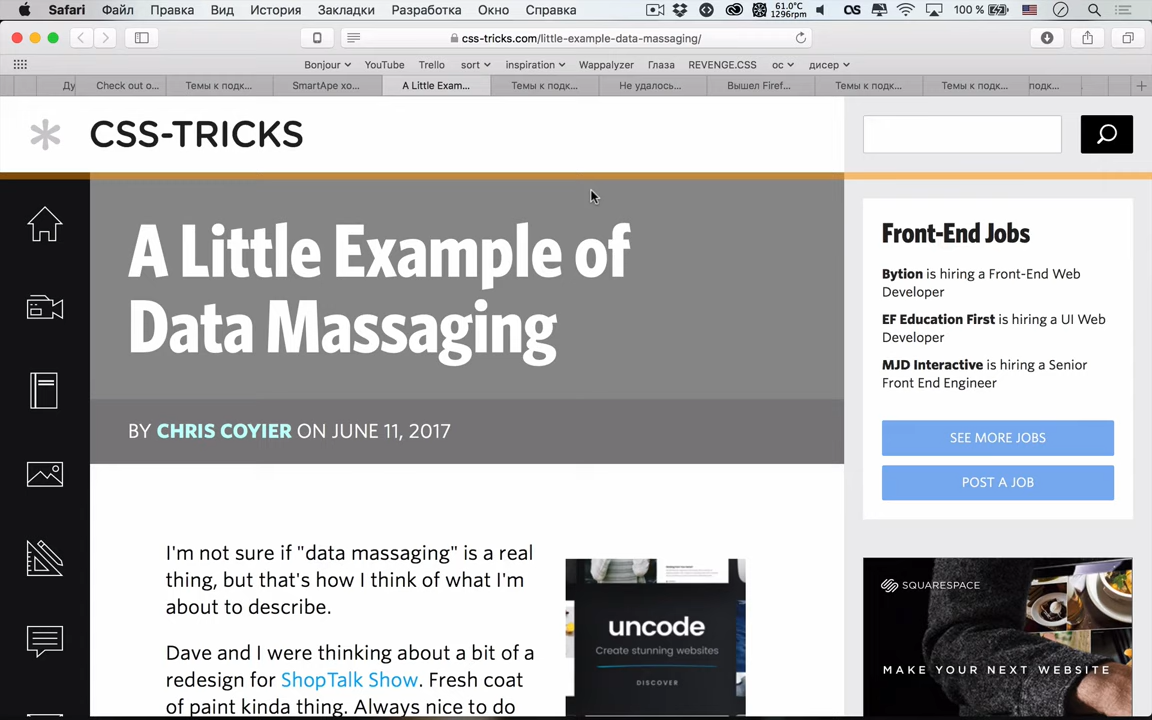 Safari Файл Правка Вид История Закладки Разработка Окно Справка 61.0°C 1296rpm 100 %
css-tricks.com/little-example-data-massaging/
Bonjour YouTube Trello sort inspiration Wappalyzer Глаза REVENGE.CSS ос дисер
Ду Check out o... Темы к подк... SmartApe хо... A Little Exam... Темы к подк... Не удалось... Вышел Firef... Темы к подк... Темы к подк... подк...
CSS-TRICKS
A Little Example of
Data Massaging
BY CHRIS COYIER ON JUNE 11, 2017
I'm not sure if "data massaging" is a real
thing, but that's how I think of what I'm
about to describe.
Dave and I were thinking about a bit of a
redesign for ShopTalk Show. Fresh coat
of paint kinda thing. Always nice to do
uncode
Create stunning websites
DISCOVER
Front-End Jobs
Bytion is hiring a Front-End Web
Developer
EF Education First is hiring a UI Web
Developer
MJD Interactive is hiring a Senior
Front End Engineer
SEE MORE JOBS
POST A JOB
SQUARESPACE
MAKE YOUR NEXT WEBSITE